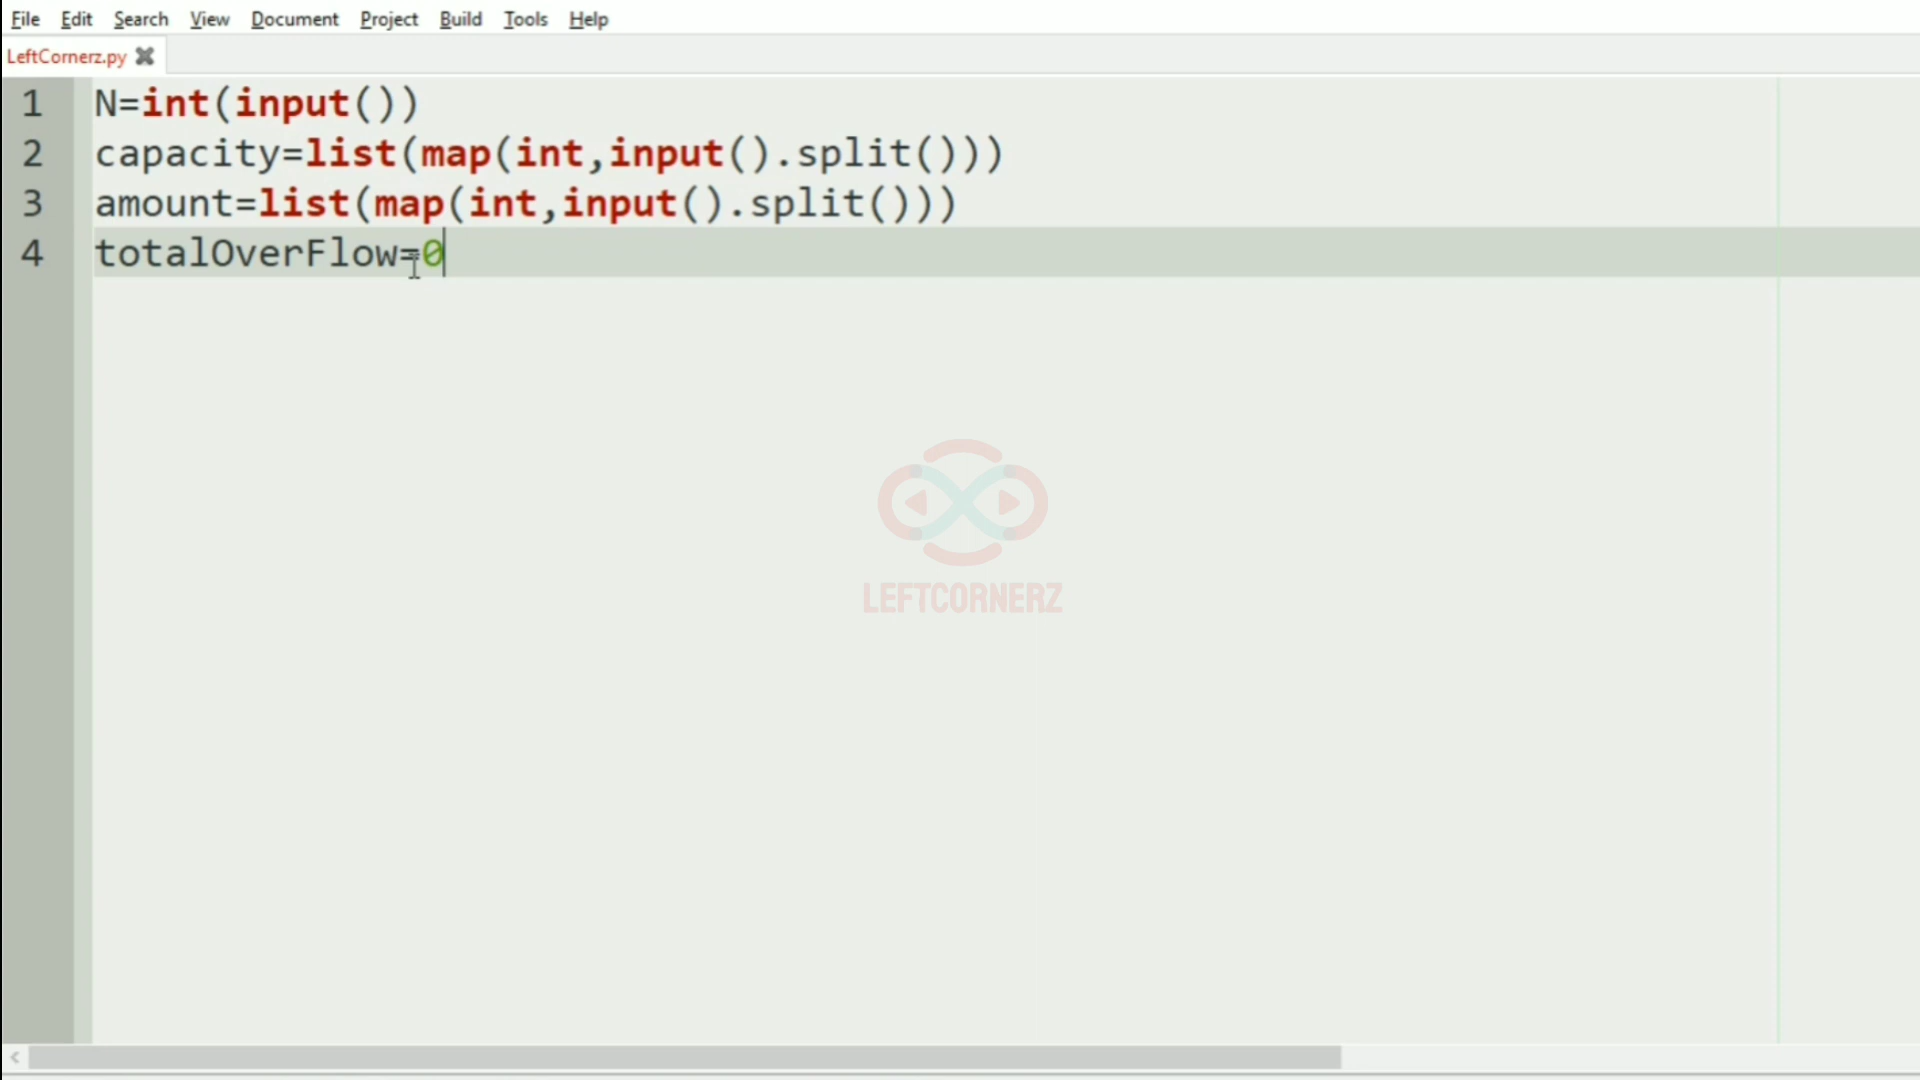 File Edit Search View Document Project Build Tools Help
LeftCornerz.py
1 N=int(input())
2 capacity=list(map(int,input().split()))
3 amount=list(map(int,input().split()))
4 totalOverFlow=0
LEFTCORNERZ